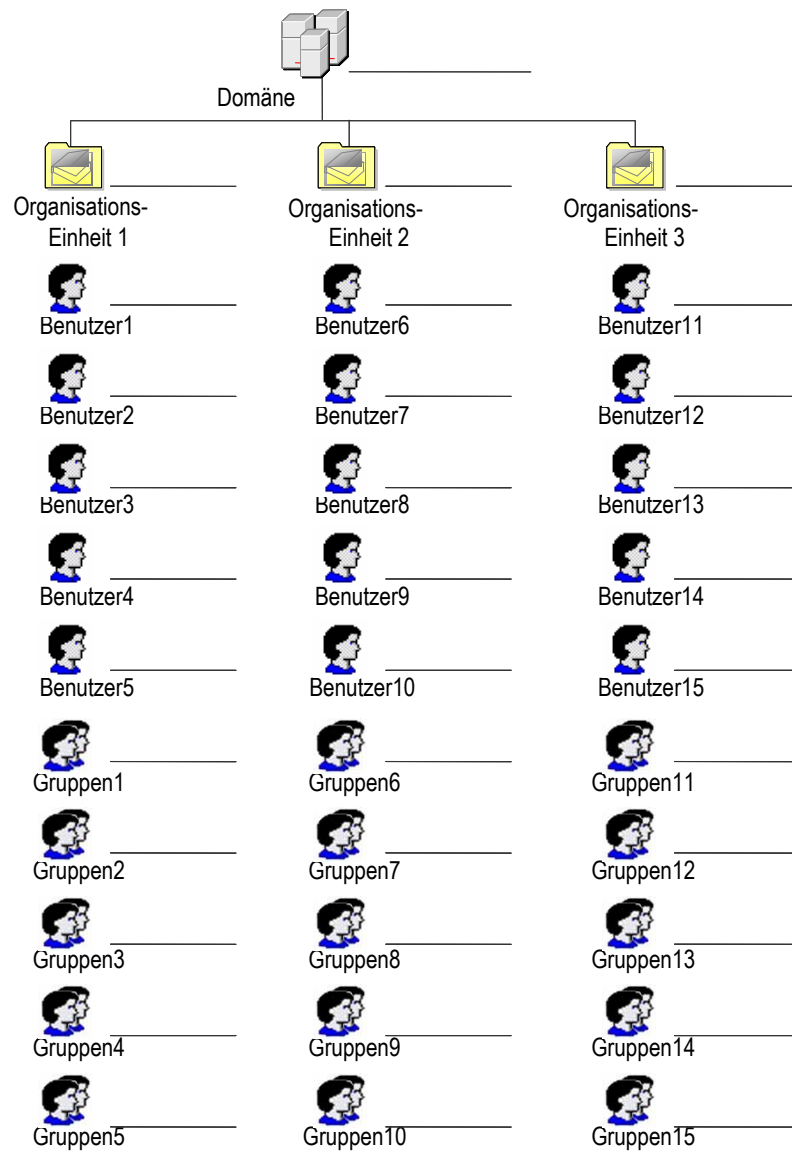 Domäne
Organisations-
Einheit 1
Organisations-
Einheit 2
Organisations-
Einheit 3
Benutzer1
Benutzer6
Benutzer11
Benutzer2
Benutzer7
Benutzer12
Benutzer3
Benutzer8
Benutzer13
Benutzer4
Benutzer9
Benutzer14
Benutzer5
Benutzer10
Benutzer15
Gruppen1
Gruppen6
Gruppen11
Gruppen2
Gruppen7
Gruppen12
Gruppen3
Gruppen8
Gruppen13
Gruppen4
Gruppen9
Gruppen14
Gruppen5
Gruppen10
Gruppen15